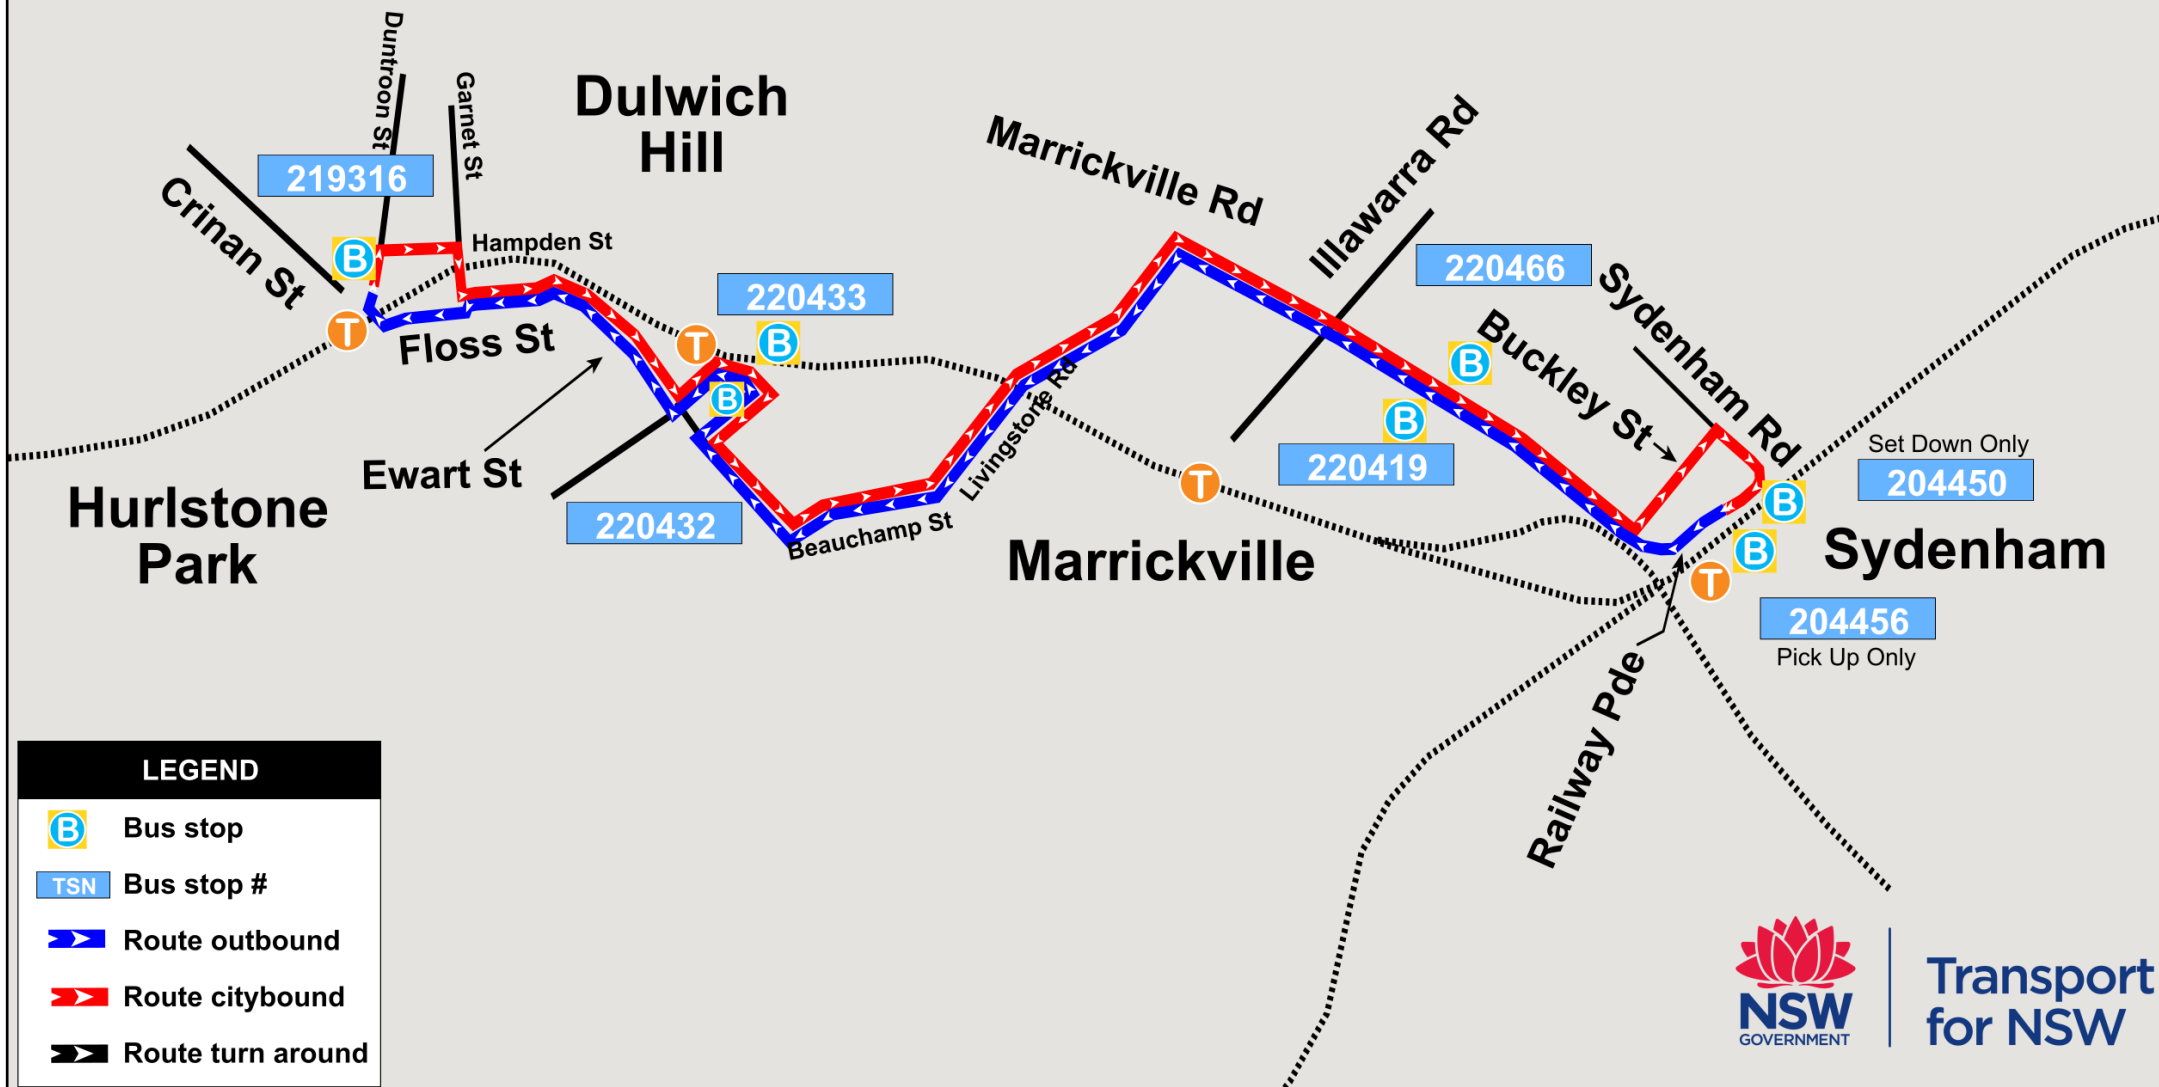 Duntroon St
Garnet St
Dulwich
Hill
219316
Crinan St
B
Hampden St
T
Floss St
220433
T
B
B
Ewart St
Hurlstone
Park
220432
Beauchamp St
Livingstone Rd
Marrickville Rd
Illawarra Rd
220466
B
B
220419
T
Marrickville
Buckley St
Sydenham Rd
Set Down Only
204450
B
Sydenham
B
T
204456
Pick Up Only
Railway Pde
LEGEND
B Bus stop
TSN Bus stop #
Route outbound
Route citybound
Route turn around
NSW
GOVERNMENT
Transport
for NSW